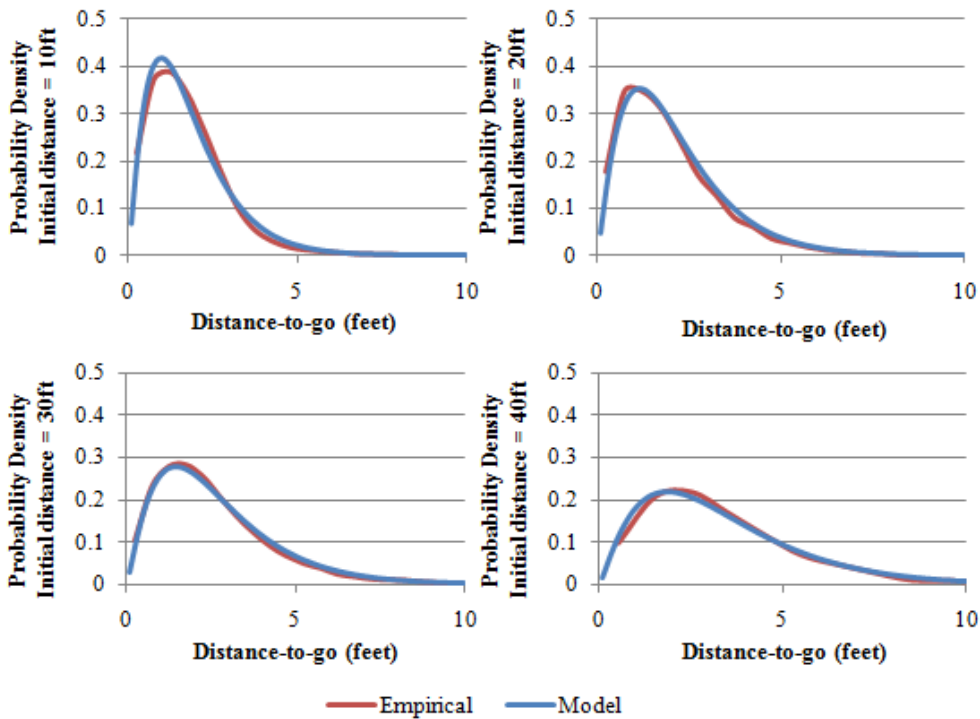 Probability Density
Initial distance = 10ft
0.5
0.4
0.3
0.2
0.1
0
0 5 10
Distance-to-go (feet)
Probability Density
Initial distance = 20ft
0.5
0.4
0.3
0.2
0.1
0
0 5 10
Distance-to-go (feet)
Probability Density
Initial distance = 30ft
0.5
0.4
0.3
0.2
0.1
0
0 5 10
Distance-to-go (feet)
Probability Density
Initial distance = 40ft
0.5
0.4
0.3
0.2
0.1
0
0 5 10
Distance-to-go (feet)
Empirical Model